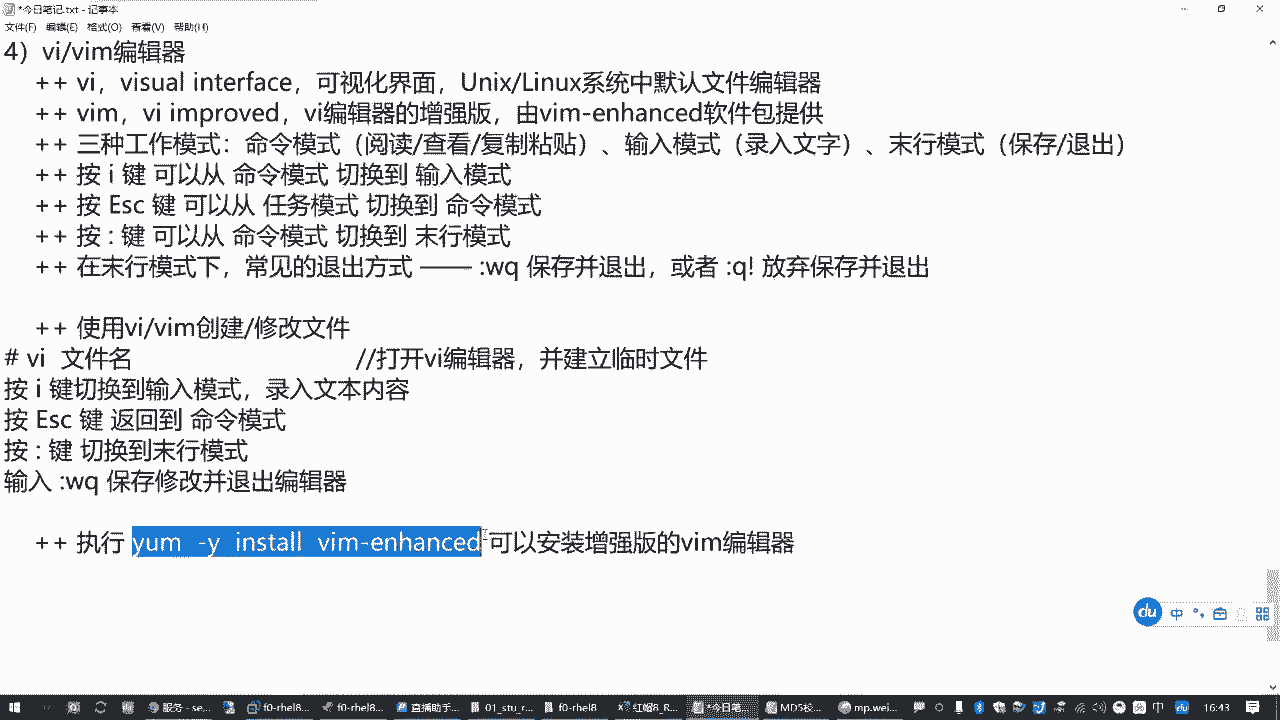 *今日笔记.txt - 记事本
文件(F) 编辑(E) 格式(O) 查看(V) 帮助(H)
4）vi/vim编辑器
++ vi，visual interface，可视化界面，Unix/Linux系统中默认文件编辑器
++ vim，vi improved，vi编辑器的增强版，由vim-enhanced软件包提供
++ 三种工作模式：命令模式（阅读/查看/复制粘贴）、输入模式（录入文字）、末行模式（保存/退出）
++ 按 i 键 可以从 命令模式 切换到 输入模式
++ 按 Esc 键 可以从 任务模式 切换到 命令模式
++ 按 : 键 可以从 命令模式 切换到 末行模式
++ 在末行模式下，常见的退出方式 —— :wq 保存并退出，或者 :q! 放弃保存并退出
++ 使用vi/vim创建/修改文件
# vi 文件名 //打开vi编辑器，并建立临时文件
按 i 键切换到输入模式，录入文本内容
按 Esc 键 返回到 命令模式
按 : 键 切换到末行模式
输入 :wq 保存修改并退出编辑器
++ 执行 yum -y install vim-enhanced 可以安装增强版的vim编辑器
du 中
服务 - se... f0-rhel8... f0-rhel8... 直播助手... 01_stu_r... f0-rhel8 红帽8_R... *今日笔... MD5校... mp.wei... 中 du 16:43